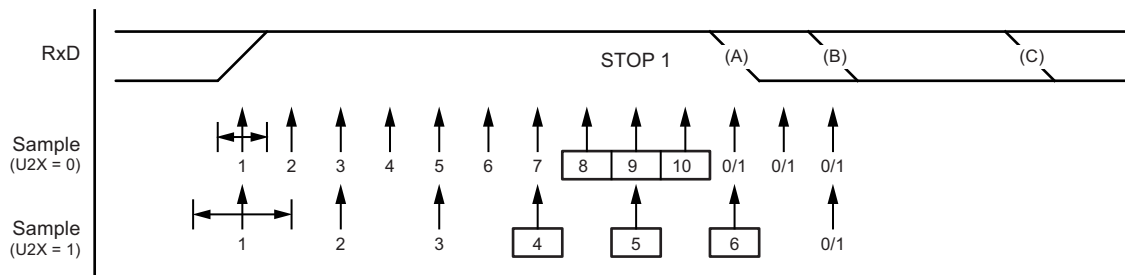 RxD
STOP 1
(A)
(B)
(C)
Sample
(U2X = 0)
1 2 3 4 5 6 7 8 9 10 0/1 0/1 0/1
Sample
(U2X = 1)
1 2 3 4 5 6 0/1